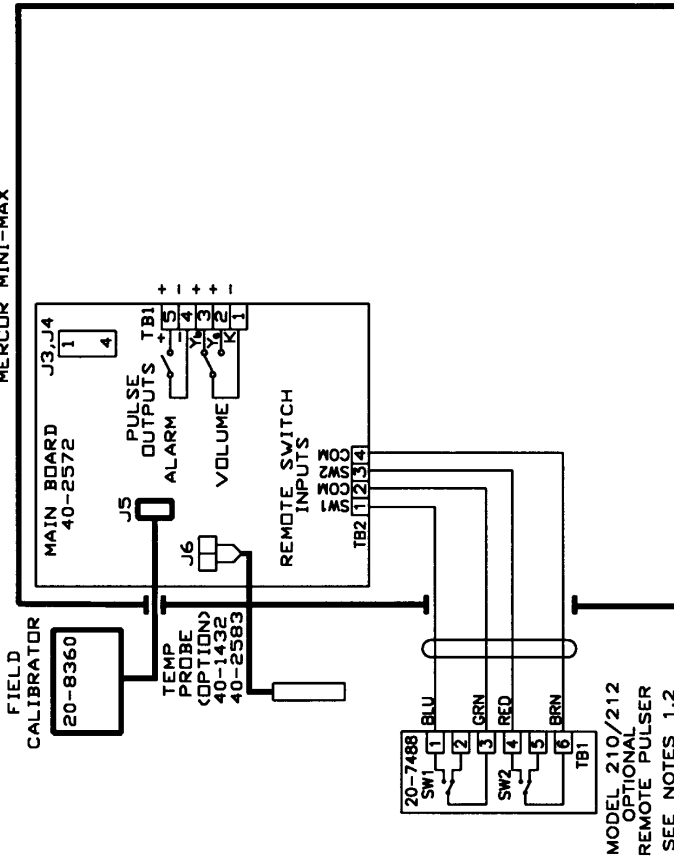 MERCOR MINI-MAX
FIELD
CALIBRATOR
20-8360
MAIN BOARD
40-2572
J3,J4
1
4
J5
J6
TEMP
PROBE
(OPTION)
40-1432
40-2583
PULSE
OUTPUTS
ALARM
VOLUME
TB1
5
4
3
2
1
+
-
Y
Y
K
+
-
+
+
-
REMOTE SWITCH
INPUTS
SW1
COM
SW2
COM
TB2
1
2
3
4
20-7488
SW1
SW2
1
2
3
4
5
6
TB1
BLU
GRN
RED
BRN
MODEL 210/212
OPTIONAL
REMOTE PULSER
SEE NOTES 1,2